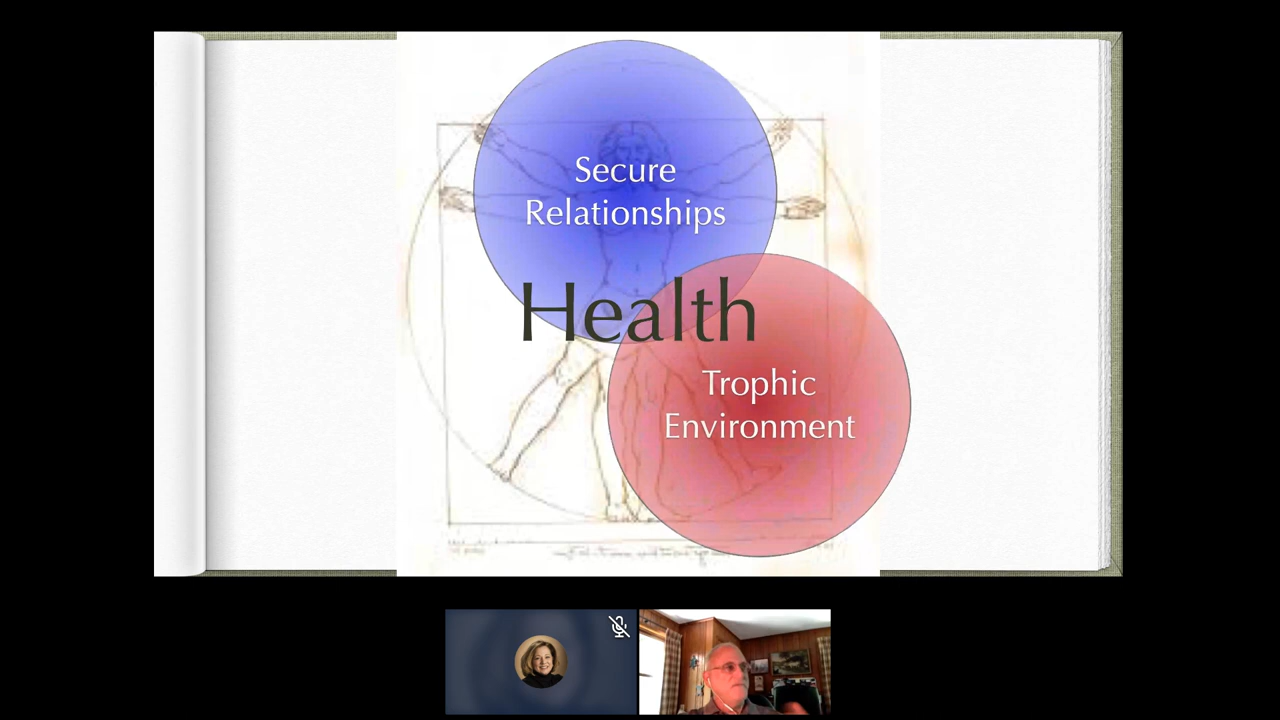 Secure
Relationships
Health
Trophic
Environment